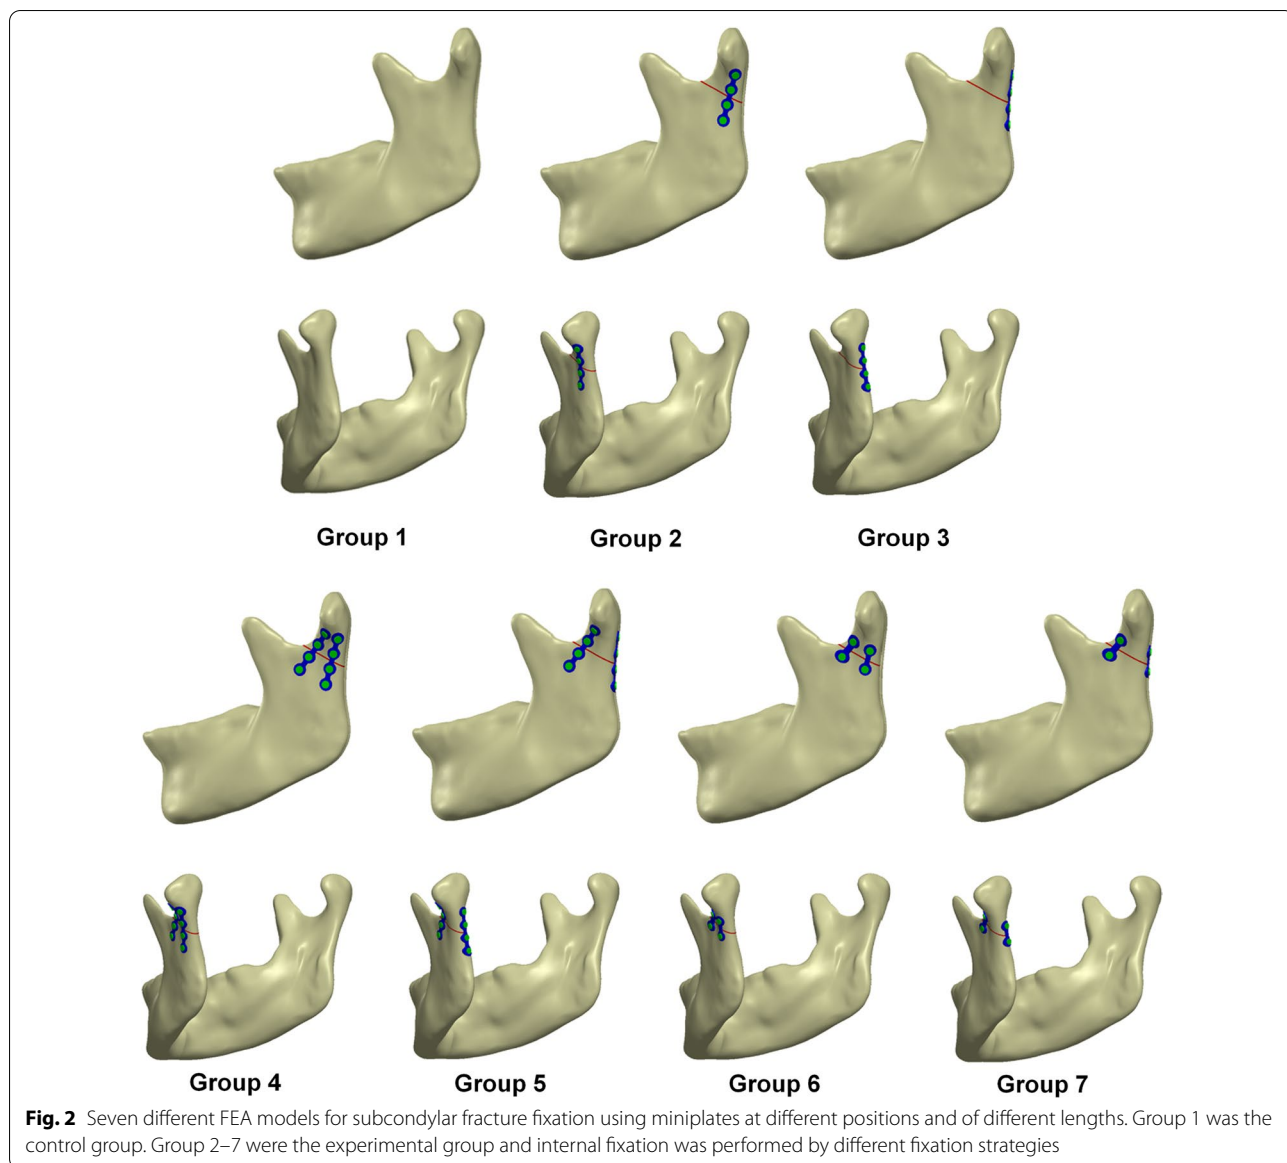 Group 1
Group 2
Group 3
Group 4
Group 5
Group 6
Group 7
Fig. 2 Seven different FEA models for subcondylar fracture fixation using miniplates at different positions and of different lengths. Group 1 was the
control group. Group 2–7 were the experimental group and internal fixation was performed by different fixation strategies